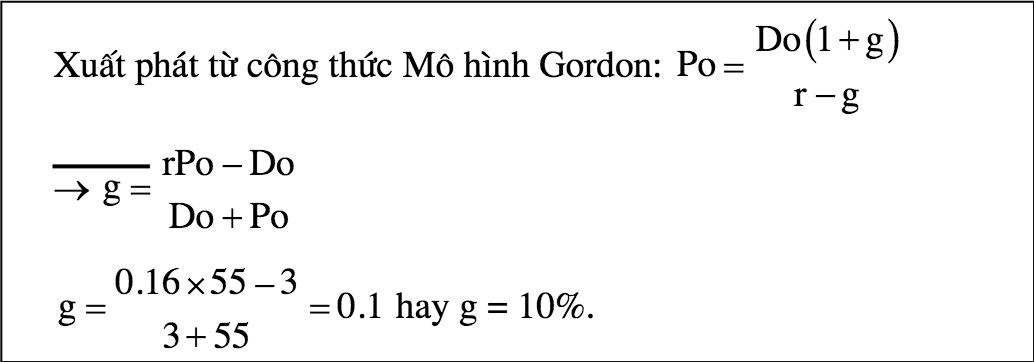 Xuất phát từ công thức Mô hình Gordon: Po = Do(1 + g) / r − g
→ g = rPo − Do / Do + Po
g = 0.16 × 55 − 3 / 3 + 55 = 0.1 hay g = 10%.